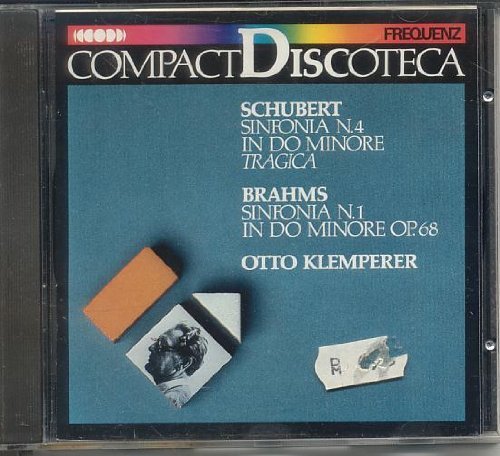 FREQUENZ
COMPACT DISCOTECA
SCHUBERT
SINFONIA N.4
IN DO MINORE
TRAGICA
BRAHMS
SINFONIA N.1
IN DO MINORE OP.68
OTTO KLEMPERER
DM